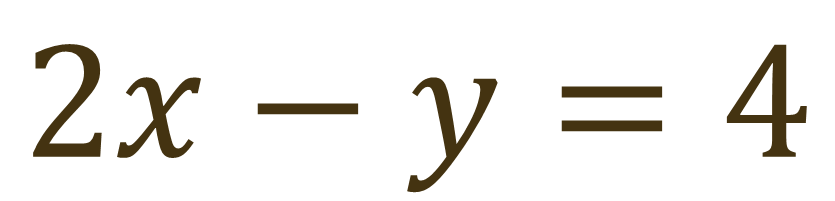 2x − y = 4